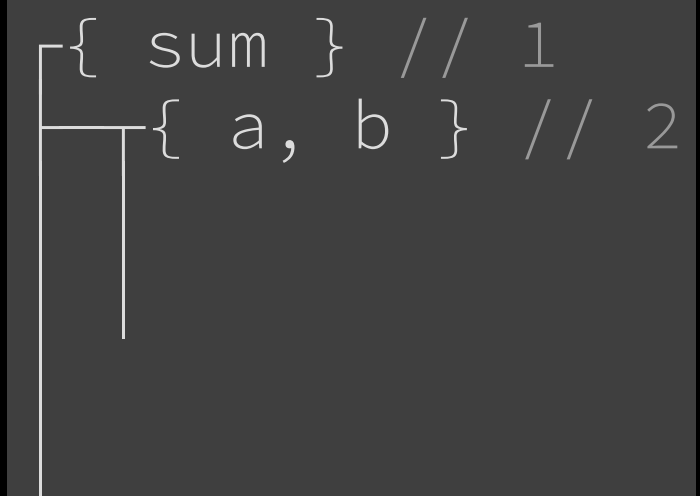 { sum } // 1
{ a, b } // 2